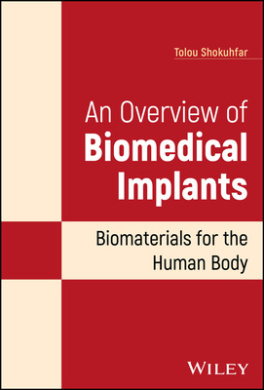 Tolou Shokuhfar
An Overview of
Biomedical
Implants
Biomaterials for the
Human Body
WILEY